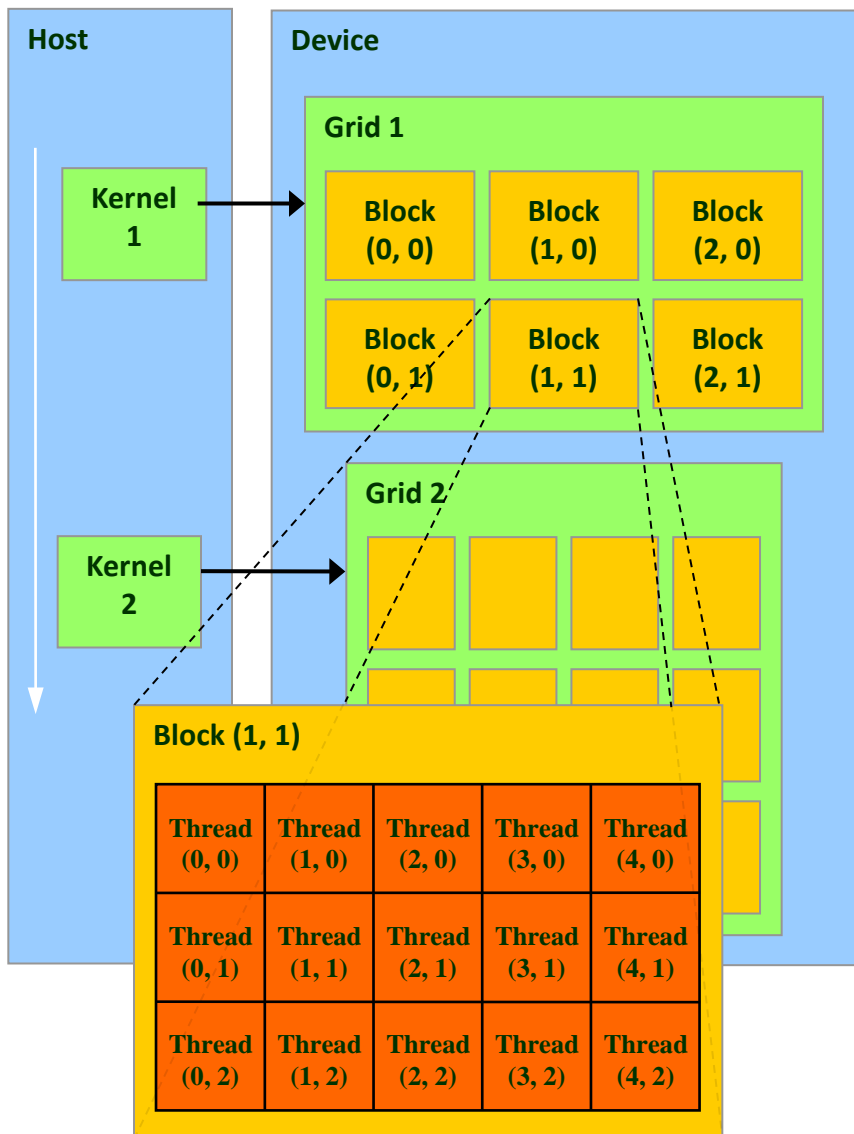 Host
Device
Grid 1
Kernel
1
Block
(0, 0)
Block
(1, 0)
Block
(2, 0)
Block
(0, 1)
Block
(1, 1)
Block
(2, 1)
Grid 2
Kernel
2
Block (1, 1)
Thread
(0, 0)
Thread
(1, 0)
Thread
(2, 0)
Thread
(3, 0)
Thread
(4, 0)
Thread
(0, 1)
Thread
(1, 1)
Thread
(2, 1)
Thread
(3, 1)
Thread
(4, 1)
Thread
(0, 2)
Thread
(1, 2)
Thread
(2, 2)
Thread
(3, 2)
Thread
(4, 2)